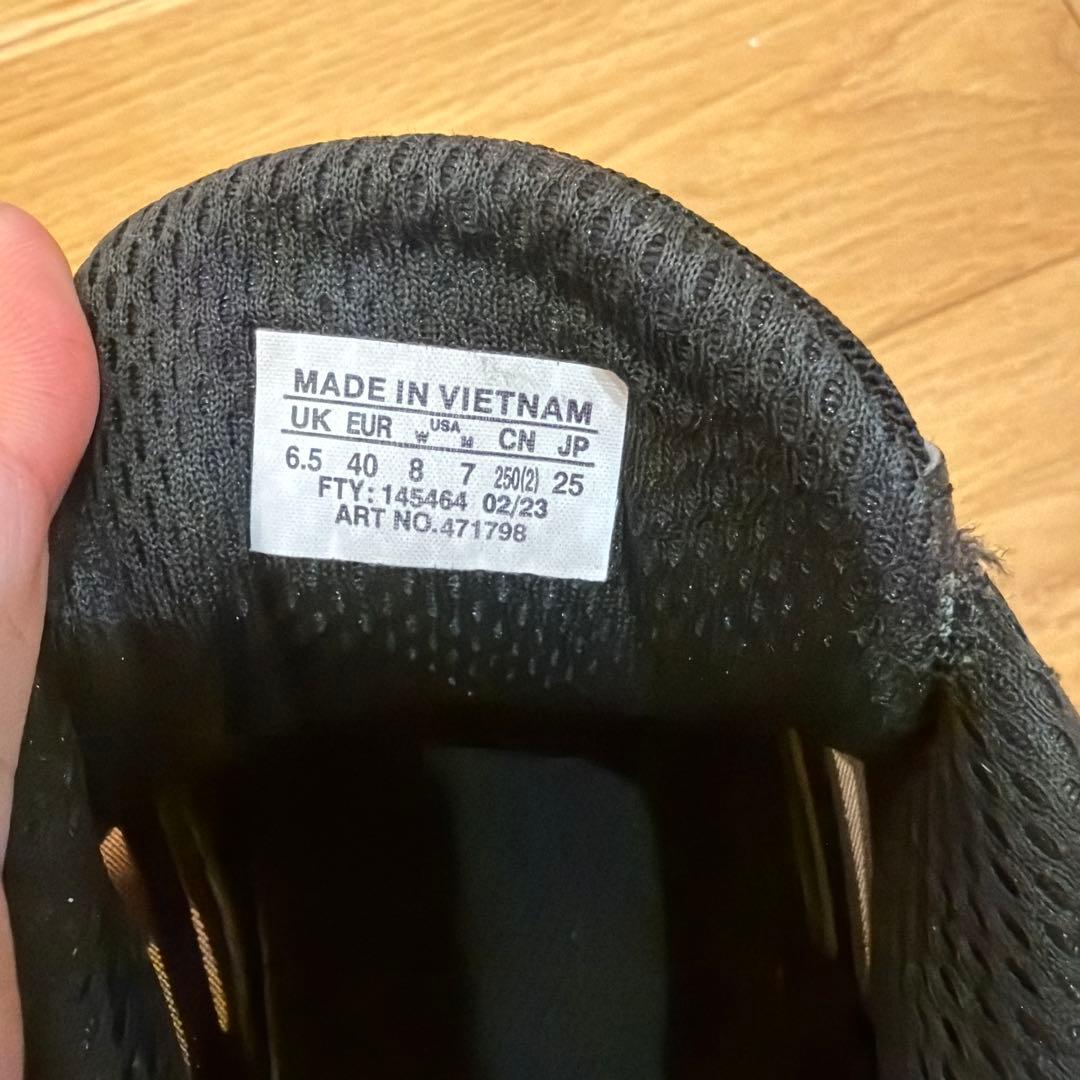 MADE IN VIETNAM
UK EUR W USA M CN JP
6.5 40 8 7 250(2) 25
FTY: 145464 02/23
ART NO.471798